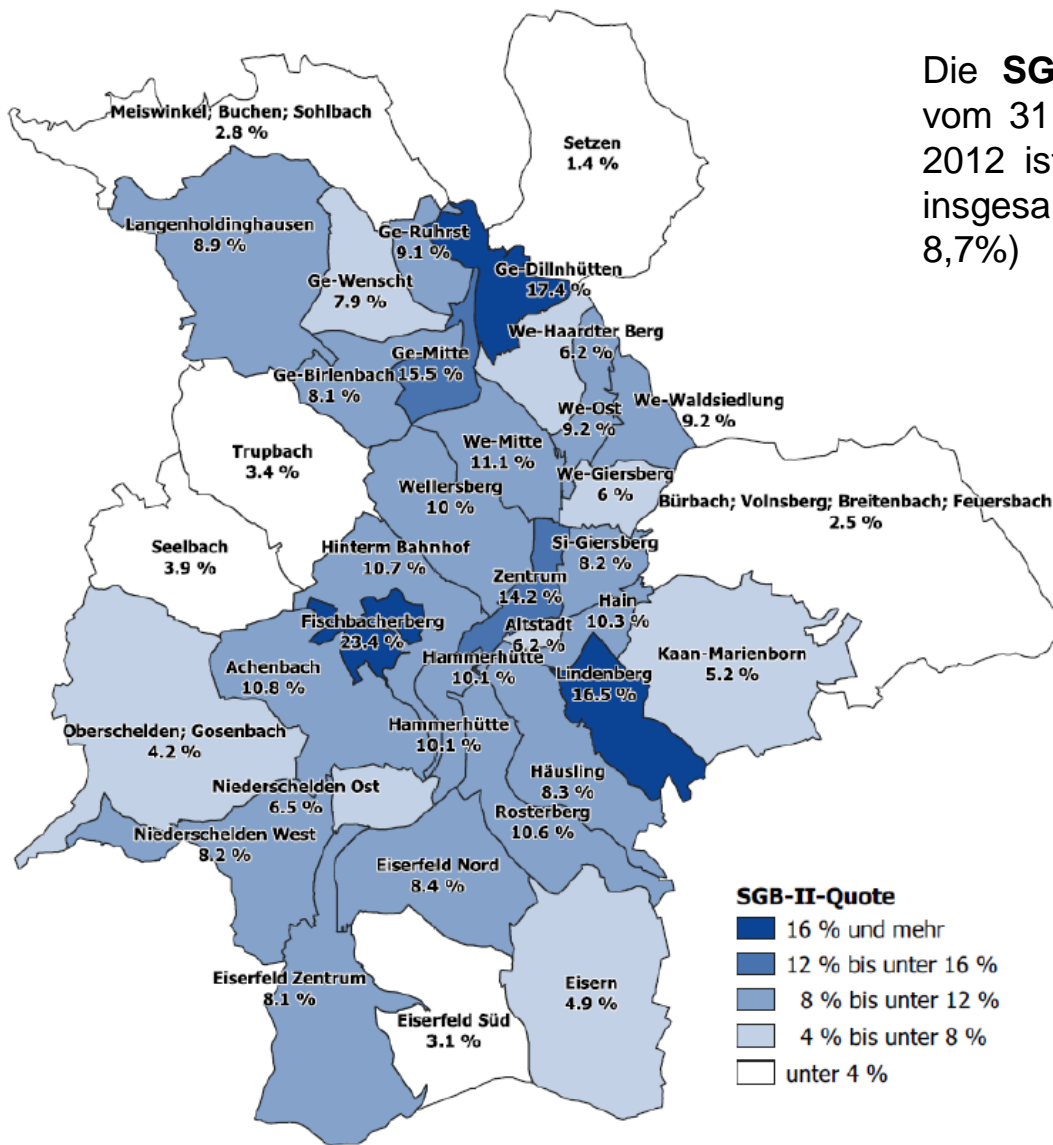 Die SG
vom 31
2012 ist
insgesa
8,7%)
Meiswinkel; Buchen; Sohlbach
2.8 %
Setzen
1.4 %
Langenholdinghausen
8.9 %
Ge-Ruhrst
9.1 %
Ge-Wenscht
7.9 %
Ge-Dillnhütten
17.4 %
We-Haardter Berg
6.2 %
Ge-Mitte
15.5 %
Ge-Birlenbach
8.1 %
We-Ost
9.2 %
We-Waldsiedlung
9.2 %
Trupbach
3.4 %
We-Mitte
11.1 %
Wellersberg
10 %
We-Giersberg
6 %
Bürbach; Volnsberg; Breitenbach; Feuersbach
2.5 %
Seelbach
3.9 %
Hinterm Bahnhof
10.7 %
Si-Giersberg
8.2 %
Zentrum
14.2 %
Hain
10.3 %
Fischbacherberg
23.4 %
Altstadt
6.2 %
Achenbach
10.8 %
Hammerhütte
10.1 %
Lindenberg
16.5 %
Kaan-Marienborn
5.2 %
Oberschelden; Gosenbach
4.2 %
Hammerhütte
10.1 %
Niederschelden Ost
6.5 %
Häusling
8.3 %
Niederschelden West
8.2 %
Rosterberg
10.6 %
Eiserfeld Nord
8.4 %
Eiserfeld Zentrum
8.1 %
Eiserfeld Süd
3.1 %
Eisern
4.9 %
SGB-II-Quote
16 % und mehr
12 % bis unter 16 %
8 % bis unter 12 %
4 % bis unter 8 %
unter 4 %